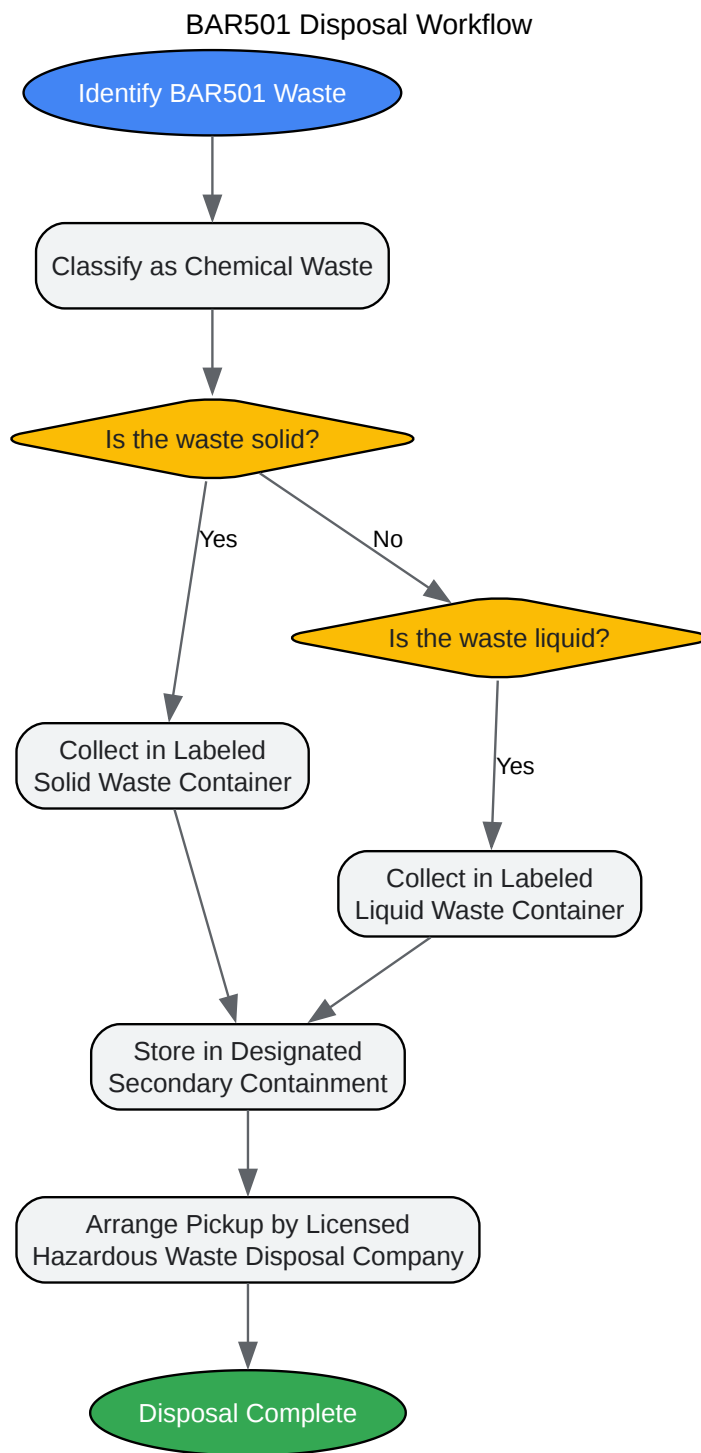 BAR501 Disposal Workflow
Identify BAR501 Waste
Classify as Chemical Waste
Is the waste solid?
Yes
No
Is the waste liquid?
Collect in Labeled
Solid Waste Container
Yes
Collect in Labeled
Liquid Waste Container
Store in Designated
Secondary Containment
Arrange Pickup by Licensed
Hazardous Waste Disposal Company
Disposal Complete